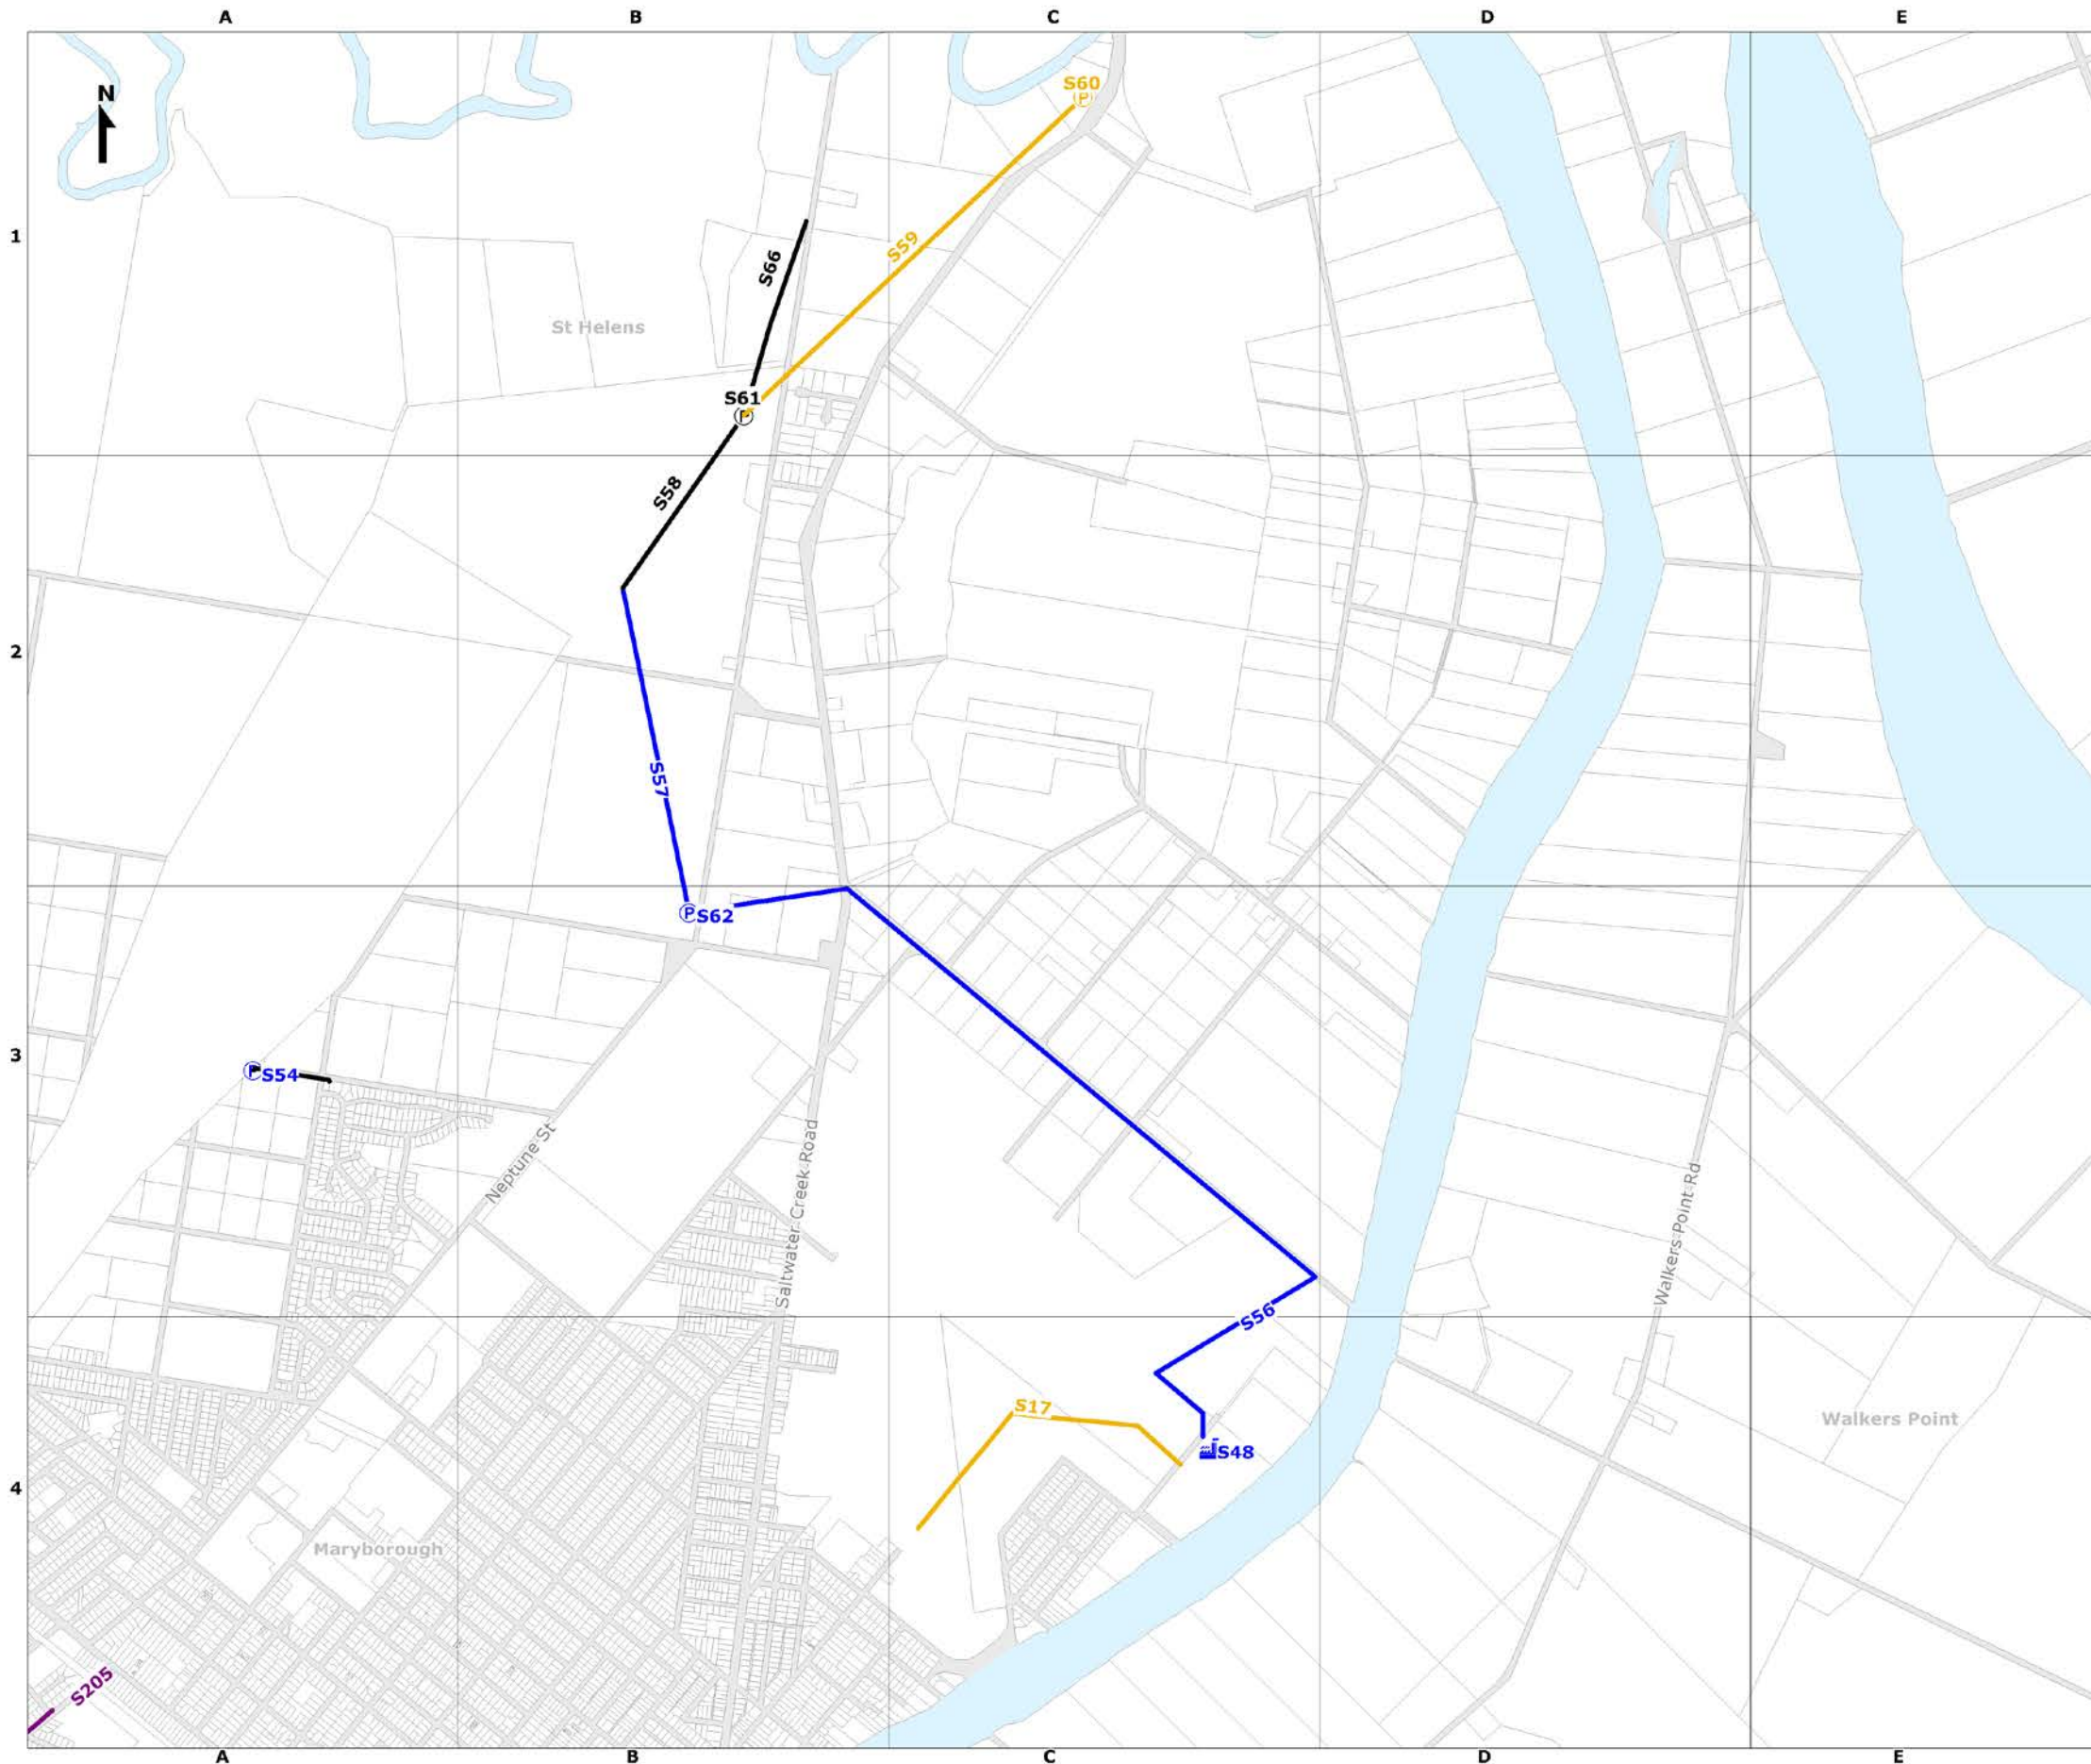 A B C D E
N
S60
P
1
S59
S66
St Helens
S61
P
S58
2
S57
P S62
3
P S54
Neptune St
Saltwater Creek Road
Walkers Point Rd
S56
S17
Walkers Point
S48
4
Maryborough
S205
A B C D E